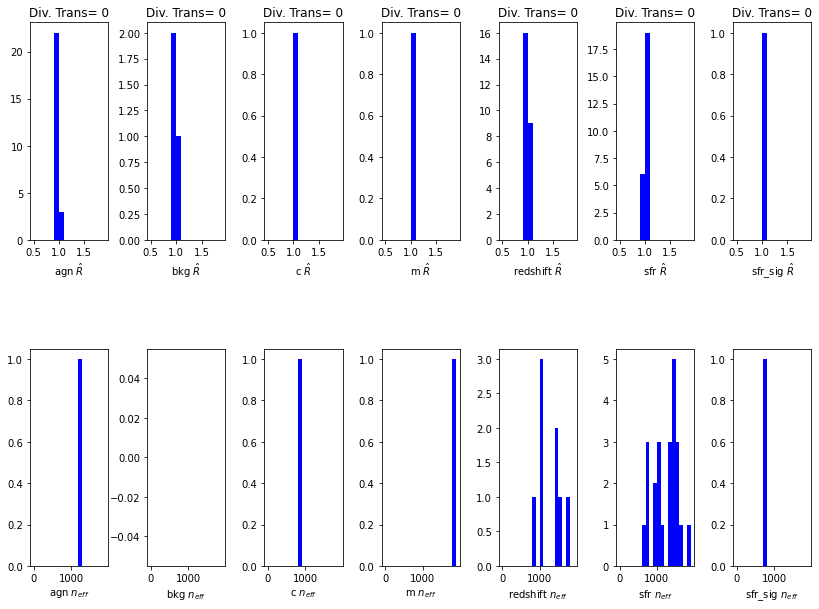 Div. Trans= 0 Div. Trans= 0 Div. Trans= 0 Div. Trans= 0 Div. Trans= 0 Div. Trans= 0 Div. Trans= 0
20 15 10 5 0
2.00 1.75 1.50 1.25 1.00 0.75 0.50 0.25 0.00
1.0 0.8 0.6 0.4 0.2 0.0
1.0 0.8 0.6 0.4 0.2 0.0
16 14 12 10 8 6 4 2 0
17.5 15.0 12.5 10.0 7.5 5.0 2.5 0.0
1.0 0.8 0.6 0.4 0.2 0.0
0.5 1.0 1.5 0.5 1.0 1.5 0.5 1.0 1.5 0.5 1.0 1.5 0.5 1.0 1.5 0.5 1.0 1.5 0.5 1.0 1.5
agn R̂ bkg R̂ c R̂ m R̂ redshift R̂ sfr R̂ sfr_sig R̂
1.0 0.8 0.6 0.4 0.2 0.0
0.04 0.02 0.00 −0.02 −0.04
1.0 0.8 0.6 0.4 0.2 0.0
1.0 0.8 0.6 0.4 0.2 0.0
3.0 2.5 2.0 1.5 1.0 0.5 0.0
5 4 3 2 1 0
1.0 0.8 0.6 0.4 0.2 0.0
0 1000 0 1000 0 1000 0 1000 0 1000 0 1000 0 1000
agn n_eff bkg n_eff c n_eff m n_eff redshift n_eff sfr n_eff sfr_sig n_eff